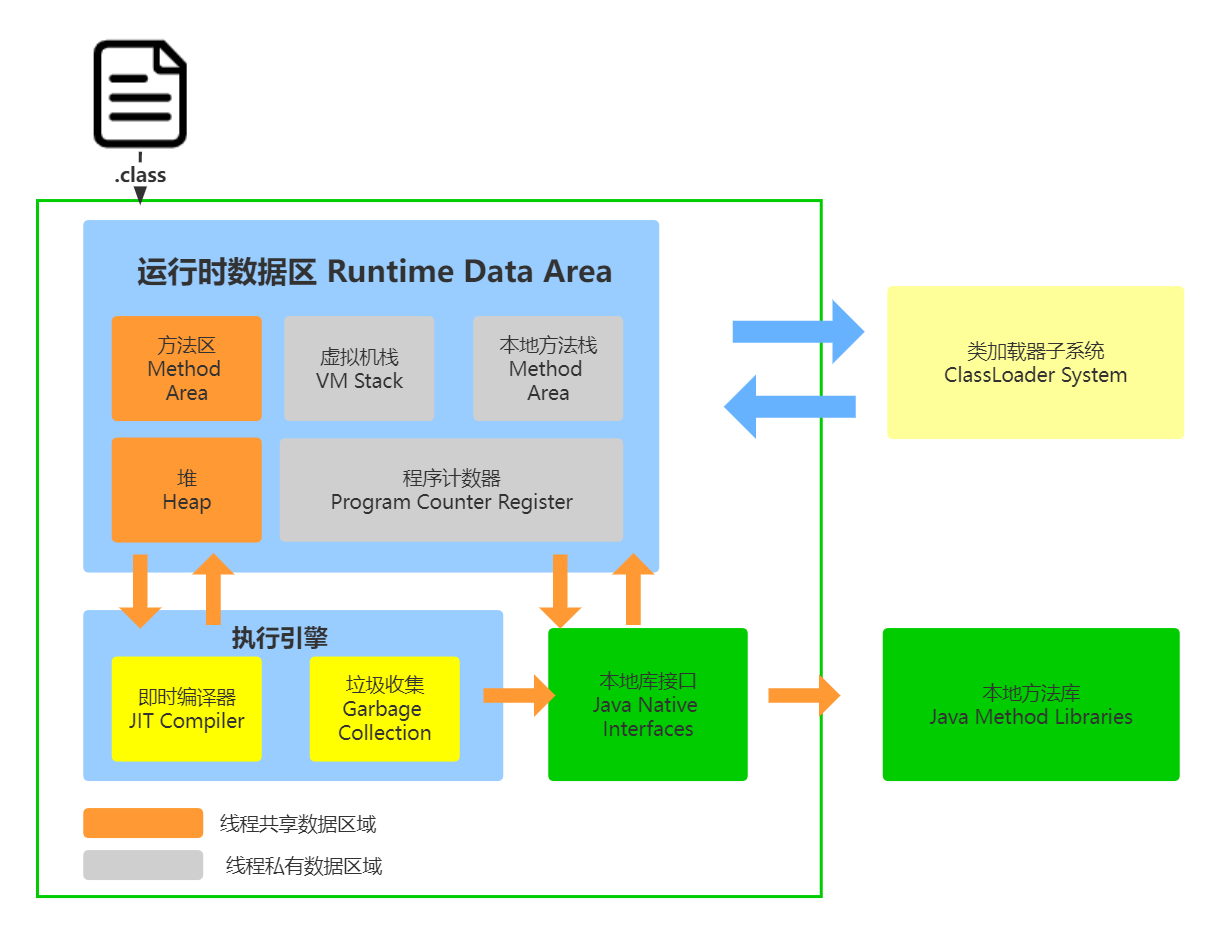 .class
运行时数据区 Runtime Data Area
方法区
Method
Area
虚拟机栈
VM Stack
本地方法栈
Method
Area
类加载器子系统
ClassLoader System
堆
Heap
程序计数器
Program Counter Register
执行引擎
即时编译器
JIT Compiler
垃圾收集
Garbage
Collection
本地库接口
Java Native
Interfaces
本地方法库
Java Method Libraries
线程共享数据区域
线程私有数据区域